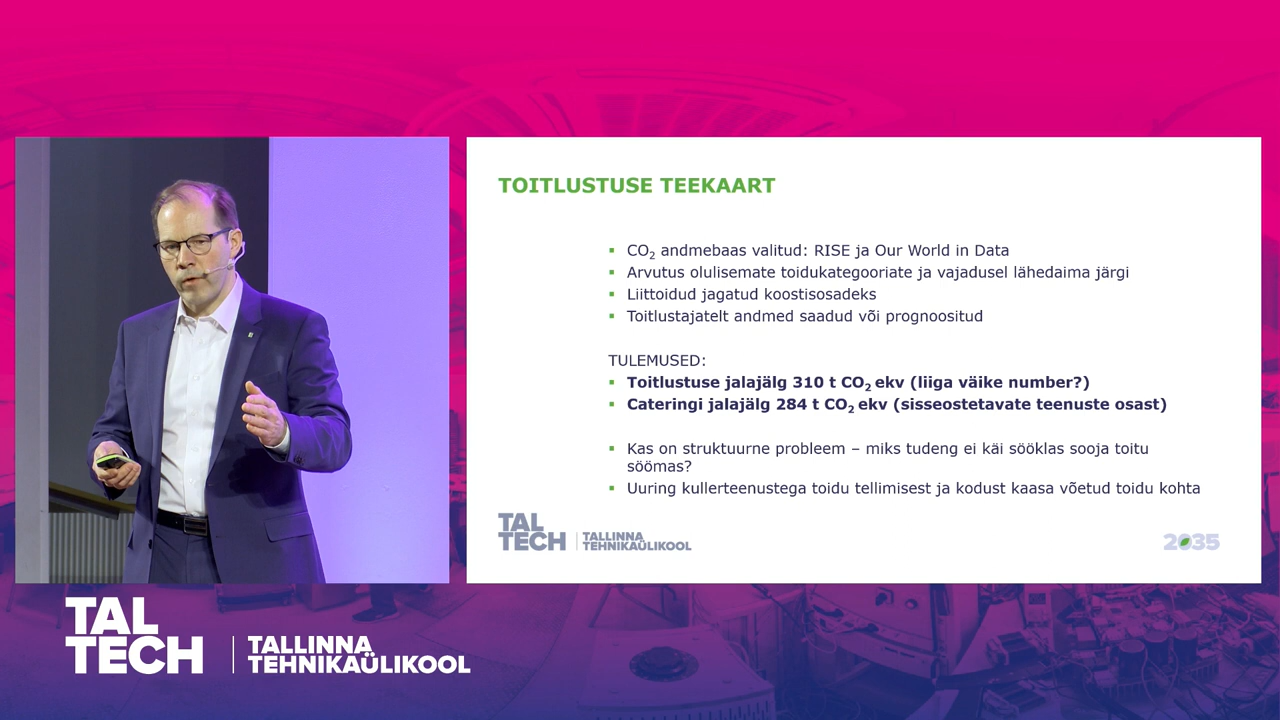 TOITLUSTUSE TEEKAART
CO₂ andmebaas valitud: RISE ja Our World in Data
Arvutus olulisemate toidukategooriate ja vajadusel lähedaima järgi
Liittoidud jagatud koostisosadeks
Toitlustajatelt andmed saadud või prognoositud
TULEMUSED:
Toitlustuse jalajälg 310 t CO₂ ekv (liiga väike number?)
Cateringi jalajälg 284 t CO₂ ekv (sisseostetavate teenuste osast)
Kas on struktuurne probleem – miks tudeng ei käi sööklas sooja toitu
söömas?
Uuring kullerteenustega toidu tellimisest ja kodust kaasa võetud toidu kohta
TAL
TECH
TALLINNA
TEHNIKAÜLIKOOL
2035
TAL
TECH
TALLINNA
TEHNIKAÜLIKOOL